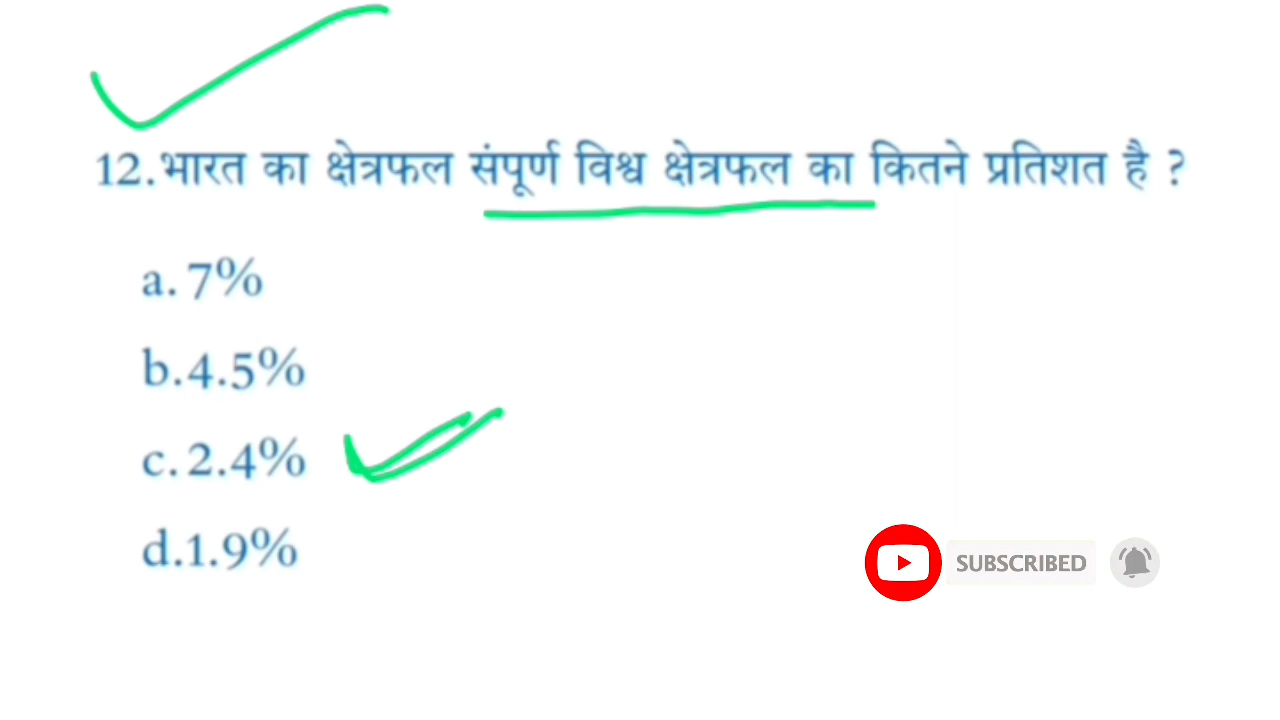 12.भारत का क्षेत्रफल संपूर्ण विश्व क्षेत्रफल का कितने प्रतिशत है ?
a. 7%
b.4.5%
c. 2.4%
d.1.9%
SUBSCRIBED